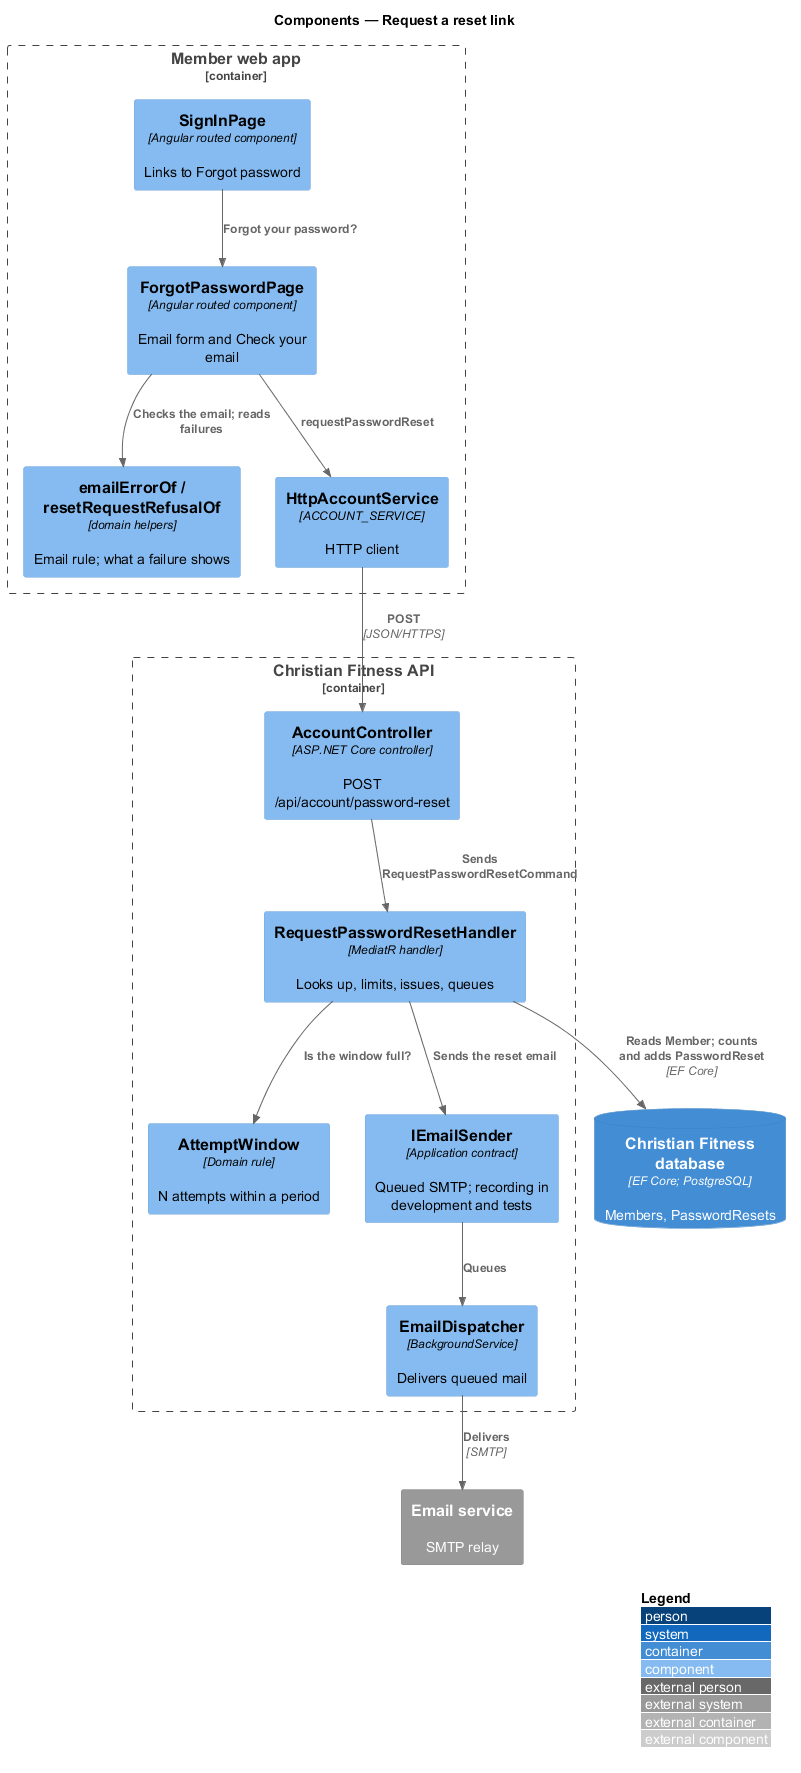 Components — Request a reset link
Member web app
[container]
SignInPage
[Angular routed component]
Links to Forgot password
Forgot your password?
ForgotPasswordPage
[Angular routed component]
Email form and Check your
email
Checks the email; reads
failures
requestPasswordReset
emailErrorOf /
resetRequestRefusalOf
[domain helpers]
Email rule; what a failure shows
HttpAccountService
[ACCOUNT_SERVICE]
HTTP client
POST
[JSON/HTTPS]
Christian Fitness API
[container]
AccountController
[ASP.NET Core controller]
POST
/api/account/password-reset
Sends
RequestPasswordResetCommand
RequestPasswordResetHandler
[MediatR handler]
Looks up, limits, issues, queues
Is the window full?
Sends the reset email
Reads Member; counts
and adds PasswordReset
[EF Core]
AttemptWindow
[Domain rule]
N attempts within a period
IEmailSender
[Application contract]
Queued SMTP; recording in
development and tests
Christian Fitness
database
[EF Core; PostgreSQL]
Members, PasswordResets
Queues
EmailDispatcher
[BackgroundService]
Delivers queued mail
Delivers
[SMTP]
Email service
SMTP relay
Legend
person
system
container
component
external person
external system
external container
external component